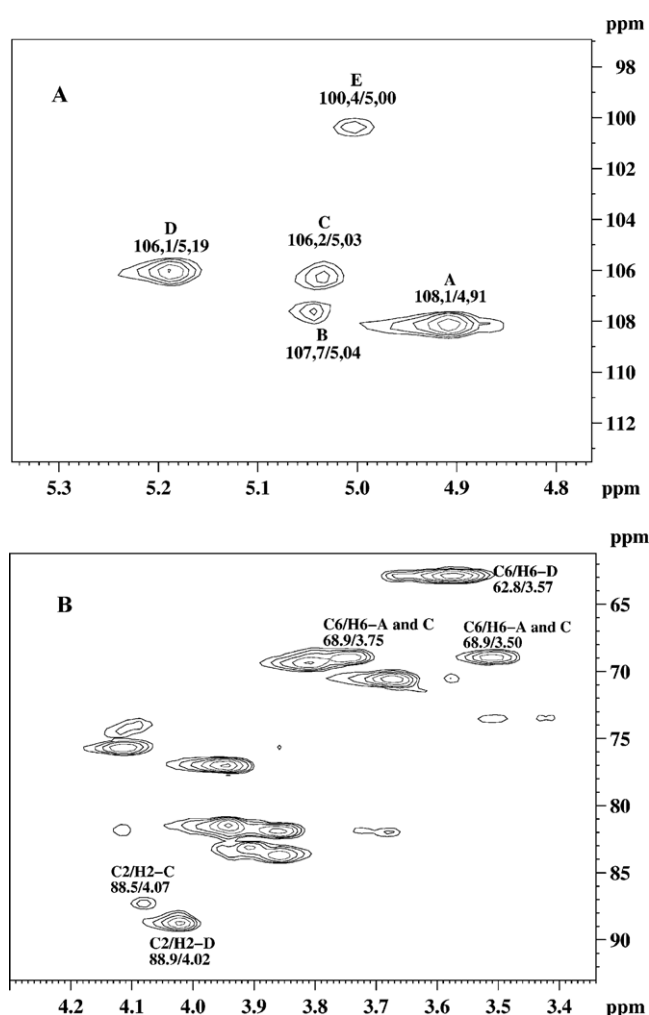 ppm
A
E
100,4/5,00
98
100
102
D
106,1/5,19
C
106,2/5,03
104
A
108,1/4,91
106
B
107,7/5,04
108
110
112
5.3 5.2 5.1 5.0 4.9 4.8 ppm
ppm
B
C6/H6-D
62.8/3.57
65
C6/H6-A and C
68.9/3.75
C6/H6-A and C
68.9/3.50
70
75
80
85
C2/H2-C
88.5/4.07
C2/H2-D
88.9/4.02
90
4.2 4.1 4.0 3.9 3.8 3.7 3.6 3.5 3.4 ppm